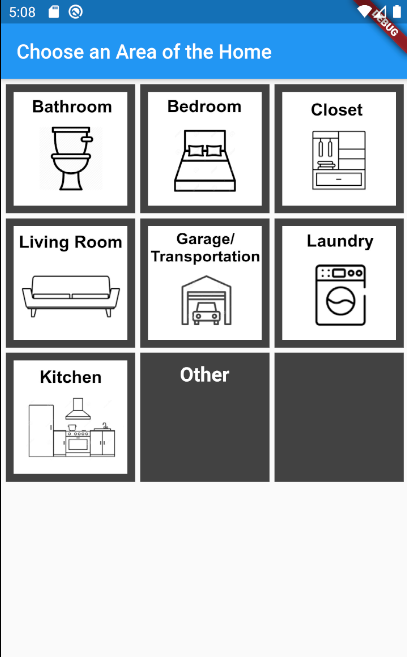 5:08
DEBUG
Choose an Area of the Home
Bathroom
Bedroom
Closet
Living Room
Garage/
Transportation
Laundry
Kitchen
Other